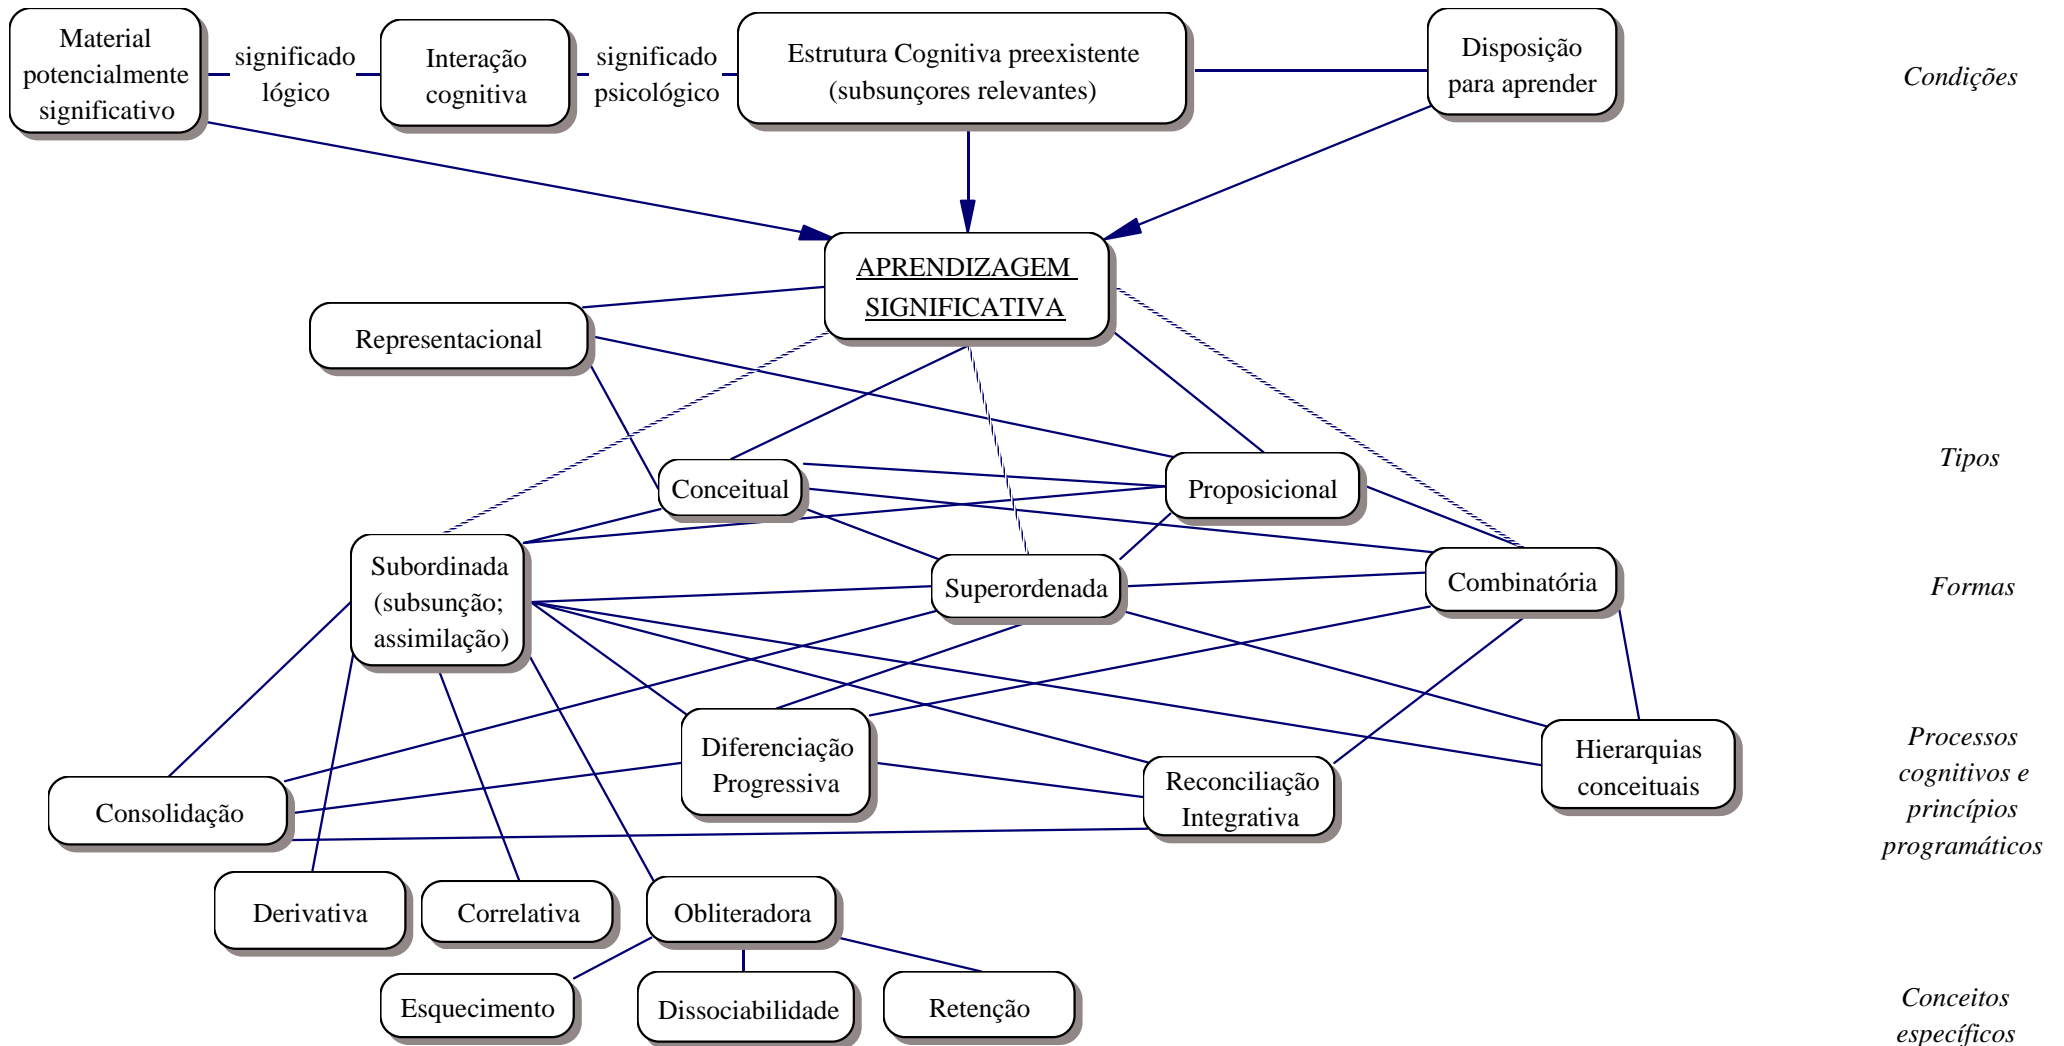 Material
potencialmente
significativo
significado
lógico
Interação
cognitiva
significado
psicológico
Estrutura Cognitiva preexistente
(subsunçores relevantes)
Disposição
para aprender
Condições
APRENDIZAGEM
SIGNIFICATIVA
Representacional
Conceitual
Proposicional
Tipos
Subordinada
(subsunção;
assimilação)
Superordenada
Combinatória
Formas
Consolidação
Diferenciação
Progressiva
Reconciliação
Integrativa
Hierarquias
conceituais
Processos
cognitivos e
princípios
programáticos
Derivativa
Correlativa
Obliteradora
Esquecimento
Dissociabilidade
Retenção
Conceitos
específicos